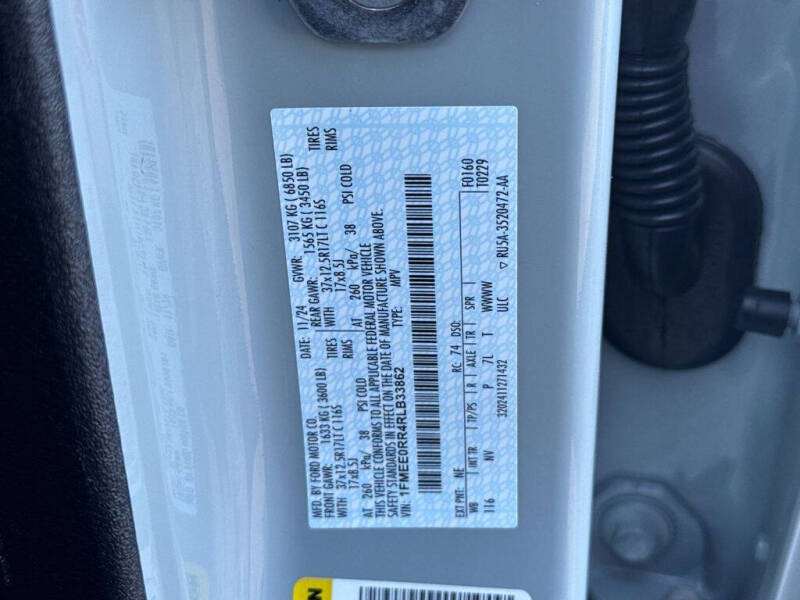 MFD. BY FORD MOTOR CO.
DATE: 11/24 GVWR: 3107 KG ( 6850 LB)
FRONT GAWR: 1633 KG ( 3600 LB) REAR GAWR: 1565 KG ( 3450 LB)
WITH 37x12.5R17LT C 116S TIRES WITH 37x12.5R17LT C 116S TIRES
17x8.5J RIMS 17x8.5J RIMS
AT 260 kPa/ 38 PSI COLD AT 260 kPa/ 38 PSI COLD
THIS VEHICLE CONFORMS TO ALL APPLICABLE FEDERAL MOTOR VEHICLE
SAFETY STANDARDS IN EFFECT ON THE DATE OF MANUFACTURE SHOWN ABOVE.
VIN: 1FMEE0RR4RLB33862 TYPE: MPV
F0160
T0229
EXT PNT: NE RC: 74 DSO:
WB INT TR TP/PS R AXLE TR SPR
116 NV P 7L T WWWW
3202411271432 ULC
▽ RU5A-3520472-AA